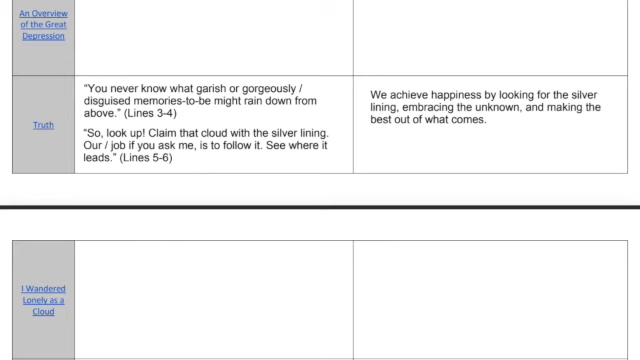 An Overview
of the Great
Depression
Truth
“You never know what garish or gorgeously /
disguised memories-to-be might rain down from
above.” (Lines 3-4)
“So, look up! Claim that cloud with the silver lining.
Our / job if you ask me, is to follow it. See where it
leads.” (Lines 5-6)
We achieve happiness by looking for the silver
lining, embracing the unknown, and making the
best out of what comes.
I Wandered
Lonely as a
Cloud